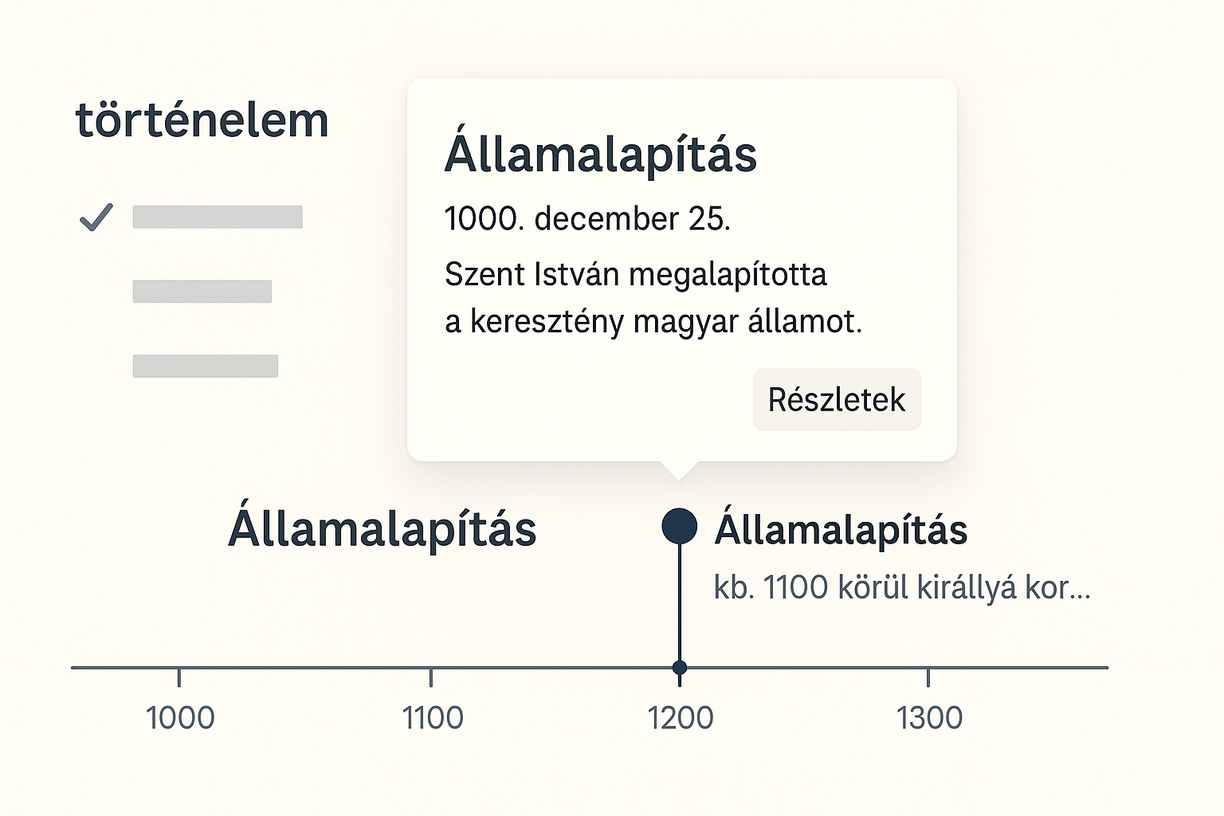 történelem
Államalapítás
1000. december 25.
Szent István megalapította
a keresztény magyar államot.
Részletek
Államalapítás
Államalapítás
kb. 1100 körül királlyá kor...
1000
1100
1200
1300